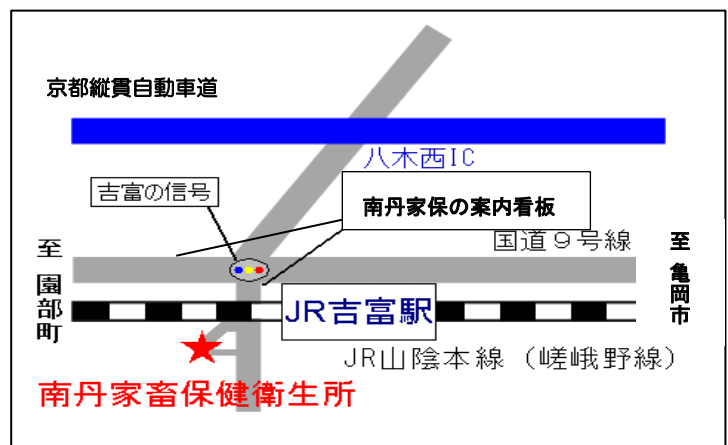 京都縦貫自動車道
八木西IC
吉富の信号
南丹家保の案内看板
国道９号線
至 園部町
至 亀岡市
JR吉富駅
JR山陰本線（嵯峨野線）
南丹家畜保健衛生所